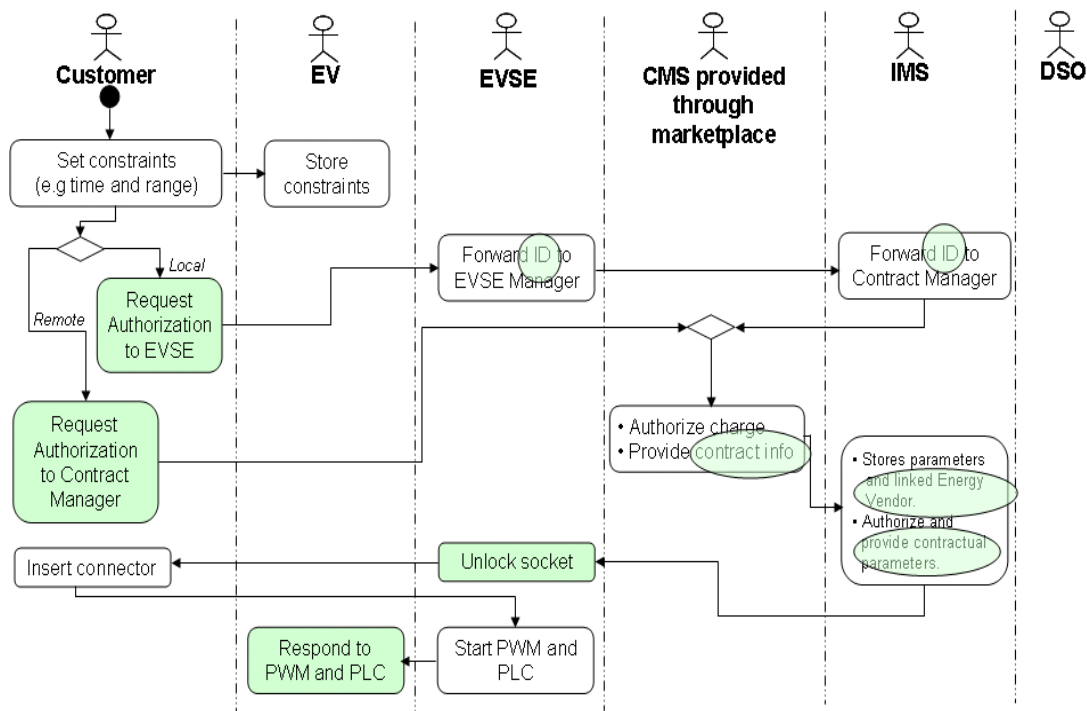 Customer
EV
EVSE
CMS provided
through
marketplace
IMS
DSO
Set constraints
(e.g time and range)
Store
constraints
Local
Remote
Request
Authorization
to EVSE
Forward ID to
EVSE Manager
Forward ID to
Contract Manager
Request
Authorization
to Contract
Manager
• Authorize charge
• Provide contract info
• Stores parameters
and linked Energy
Vendor.
• Authorize and
provide contractual
parameters.
Insert connector
Unlock socket
Respond to
PWM and PLC
Start PWM and
PLC